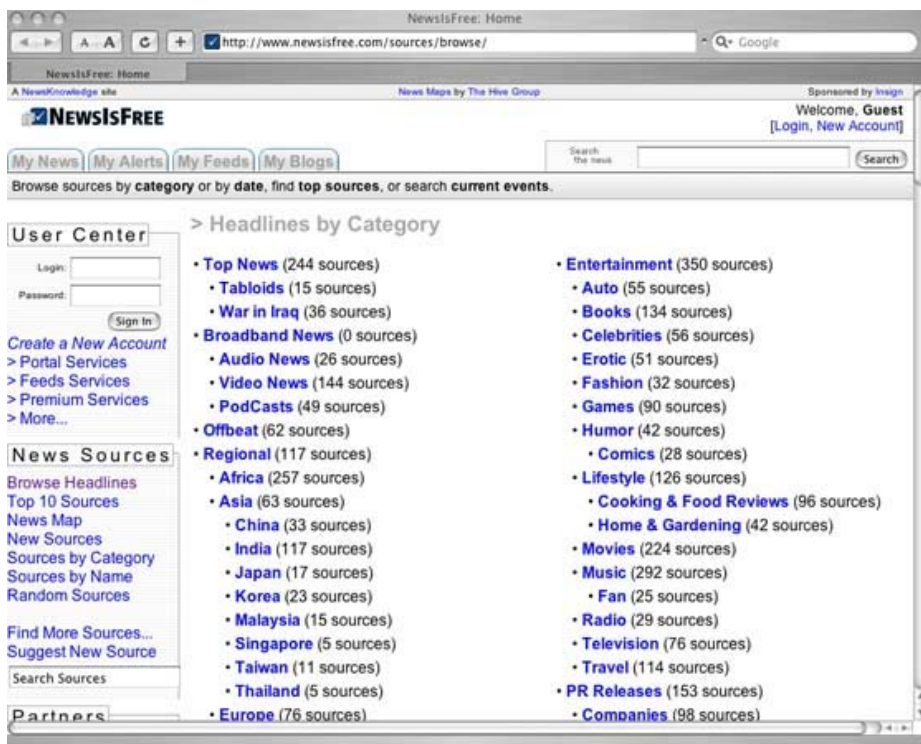 NewsIsFree: Home
A A C + http://www.newsisfree.com/sources/browse/ Google
NewsIsFree: Home
A NewsKnowledge site News Maps by The Hive Group Sponsored by Insign
NEWSISFREE
Welcome, Guest
[Login, New Account]
My News My Alerts My Feeds My Blogs
Search the news Search
Browse sources by category or by date, find top sources, or search current events.
User Center
Login:
Password:
Sign In
Create a New Account
> Portal Services
> Feeds Services
> Premium Services
> More...
News Sources
Browse Headlines
Top 10 Sources
News Map
New Sources
Sources by Category
Sources by Name
Random Sources
Find More Sources...
Suggest New Source
Search Sources
Partners
> Headlines by Category
• Top News (244 sources)
• Tabloids (15 sources)
• War in Iraq (36 sources)
• Broadband News (0 sources)
• Audio News (26 sources)
• Video News (144 sources)
• PodCasts (49 sources)
• Offbeat (62 sources)
• Regional (117 sources)
• Africa (257 sources)
• Asia (63 sources)
• China (33 sources)
• India (117 sources)
• Japan (17 sources)
• Korea (23 sources)
• Malaysia (15 sources)
• Singapore (5 sources)
• Taiwan (11 sources)
• Thailand (5 sources)
• Europe (76 sources)
• Entertainment (350 sources)
• Auto (55 sources)
• Books (134 sources)
• Celebrities (56 sources)
• Erotic (51 sources)
• Fashion (32 sources)
• Games (90 sources)
• Humor (42 sources)
• Comics (28 sources)
• Lifestyle (126 sources)
• Cooking & Food Reviews (96 sources)
• Home & Gardening (42 sources)
• Movies (224 sources)
• Music (292 sources)
• Fan (25 sources)
• Radio (29 sources)
• Television (76 sources)
• Travel (114 sources)
• PR Releases (153 sources)
• Companies (98 sources)